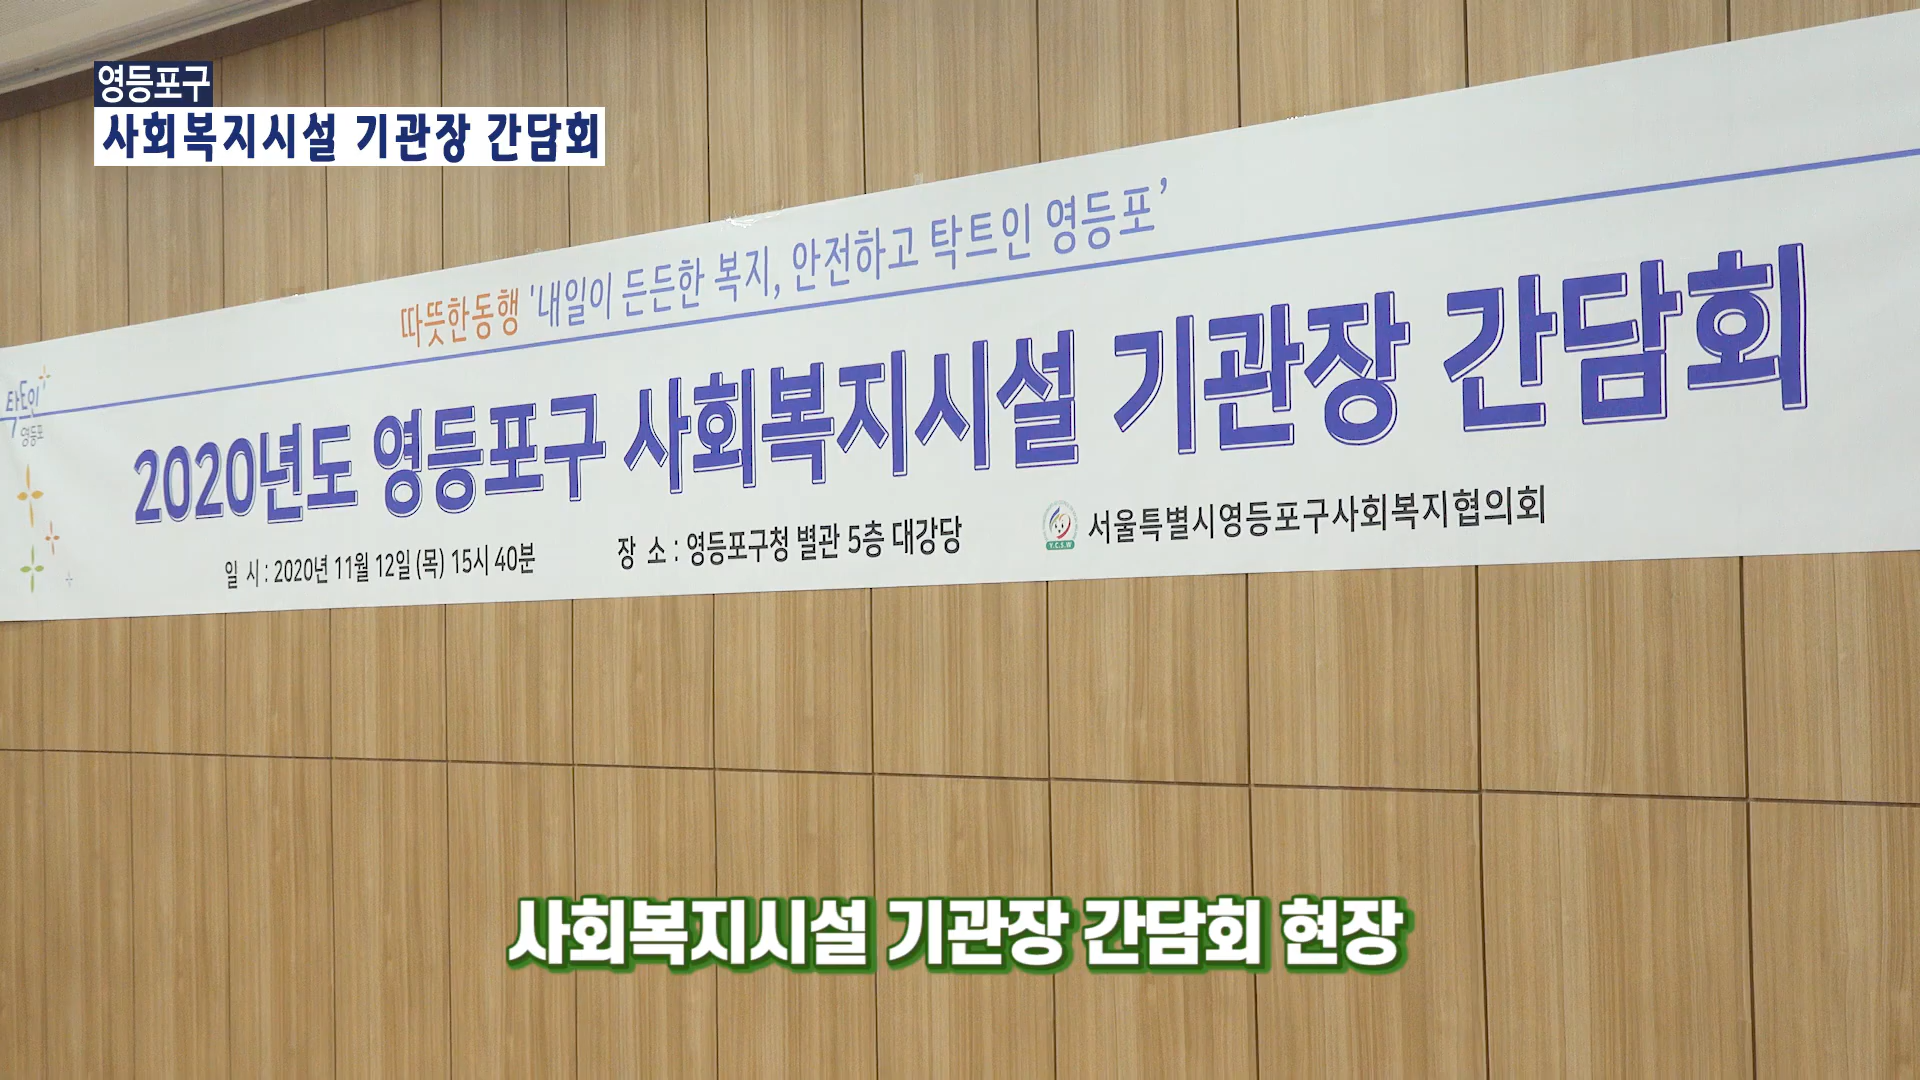 영등포구
사회복지시설 기관장 간담회
따뜻한동행 '내일이 든든한 복지, 안전하고 탁트인 영등포'
탁트인
영등포
2020년도 영등포구 사회복지시설 기관장 간담회
일 시 : 2020년 11월 12일 (목) 15시 40분
장 소 : 영등포구청 별관 5층 대강당
Y.C.S.W
서울특별시영등포구사회복지협의회
사회복지시설 기관장 간담회 현장